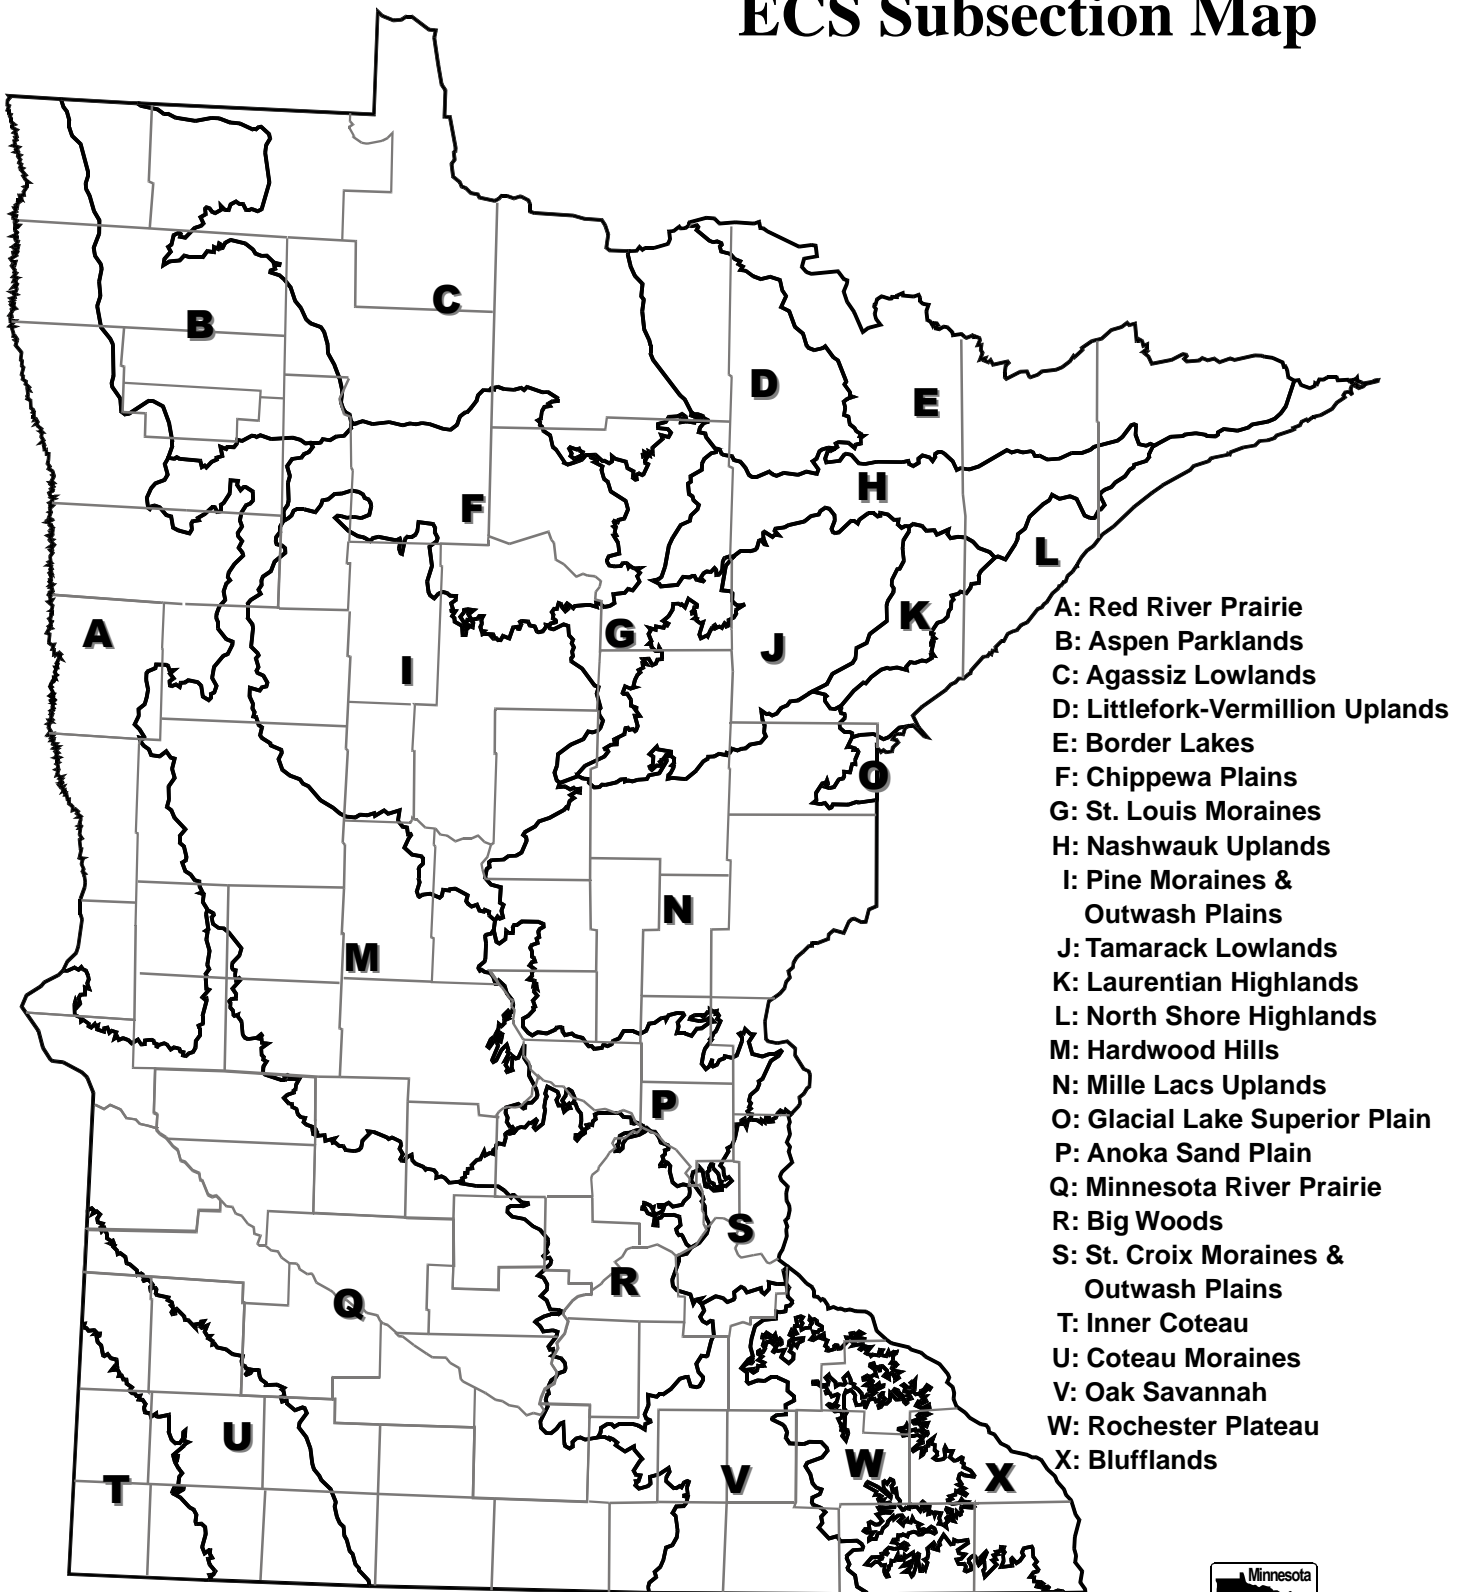 ECS Subsection Map
C
B
D
E
H
F
L
K
A: Red River Prairie
A
G
J
B: Aspen Parklands
I
C: Agassiz Lowlands
D: Littlefork-Vermillion Uplands
E: Border Lakes
O
F: Chippewa Plains
G: St. Louis Moraines
H: Nashwauk Uplands
I: Pine Moraines &
N
Outwash Plains
M
J: Tamarack Lowlands
K: Laurentian Highlands
L: North Shore Highlands
M: Hardwood Hills
N: Mille Lacs Uplands
P
O: Glacial Lake Superior Plain
P: Anoka Sand Plain
Q: Minnesota River Prairie
S
R: Big Woods
S: St. Croix Moraines &
R
Outwash Plains
Q
T: Inner Coteau
U: Coteau Moraines
V: Oak Savannah
U
W: Rochester Plateau
W
X: Blufflands
T
V
X
Minnesota